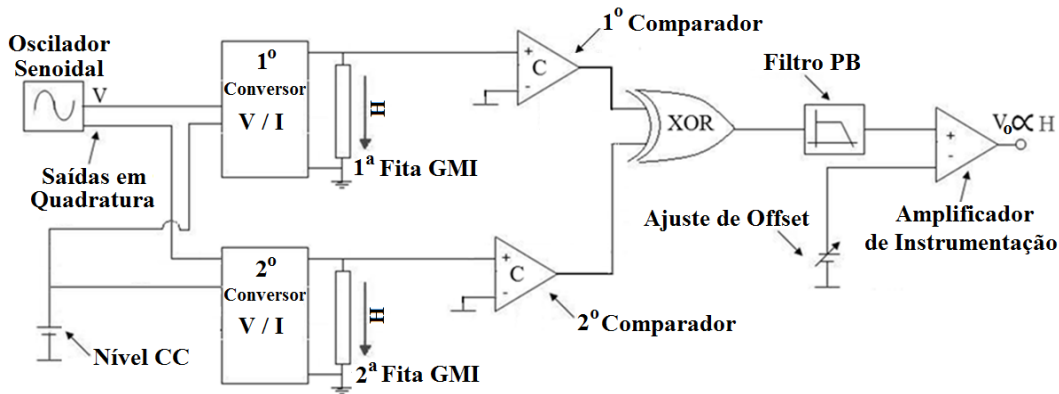 Oscilador
Senoidal
V
Saídas em
Quadratura
1º
Conversor
V / I
H
1ª Fita GMI
1º Comparador
+
C
-
XOR
Filtro PB
V₀∝ H
+
-
Ajuste de Offset
Amplificador
de Instrumentação
2º
Conversor
V / I
H
2ª Fita GMI
+
C
-
2º Comparador
Nível CC